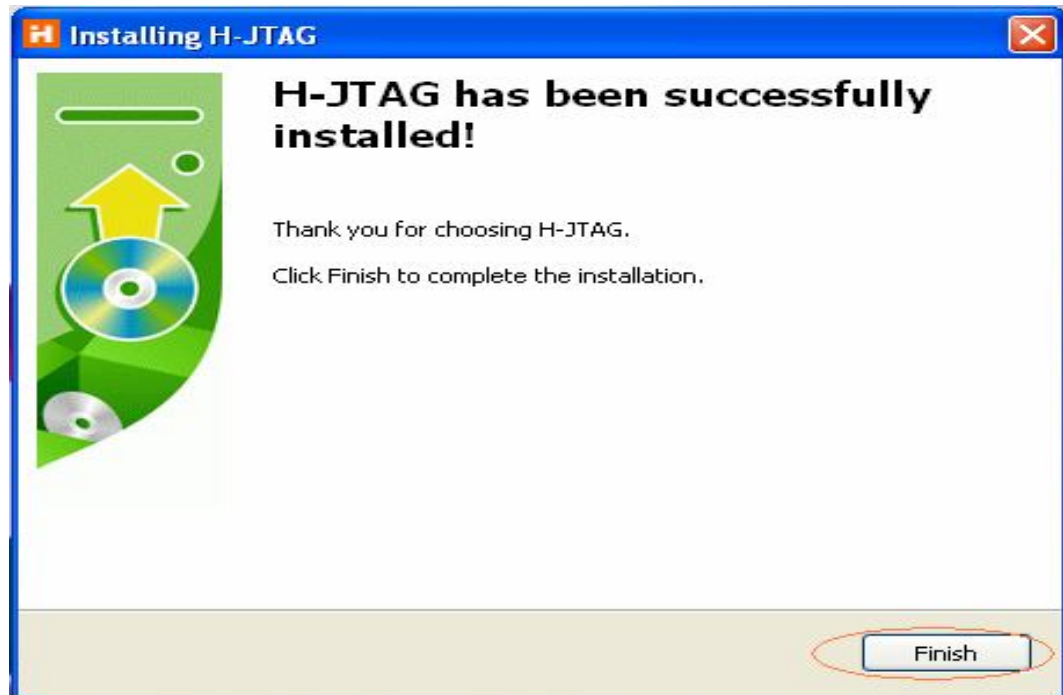 Installing H-JTAG
H-JTAG has been successfully
installed!
Thank you for choosing H-JTAG.
Click Finish to complete the installation.
Finish